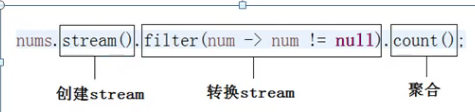 nums.stream().filter(num -> num != null).count();
创建stream
转换stream
聚合